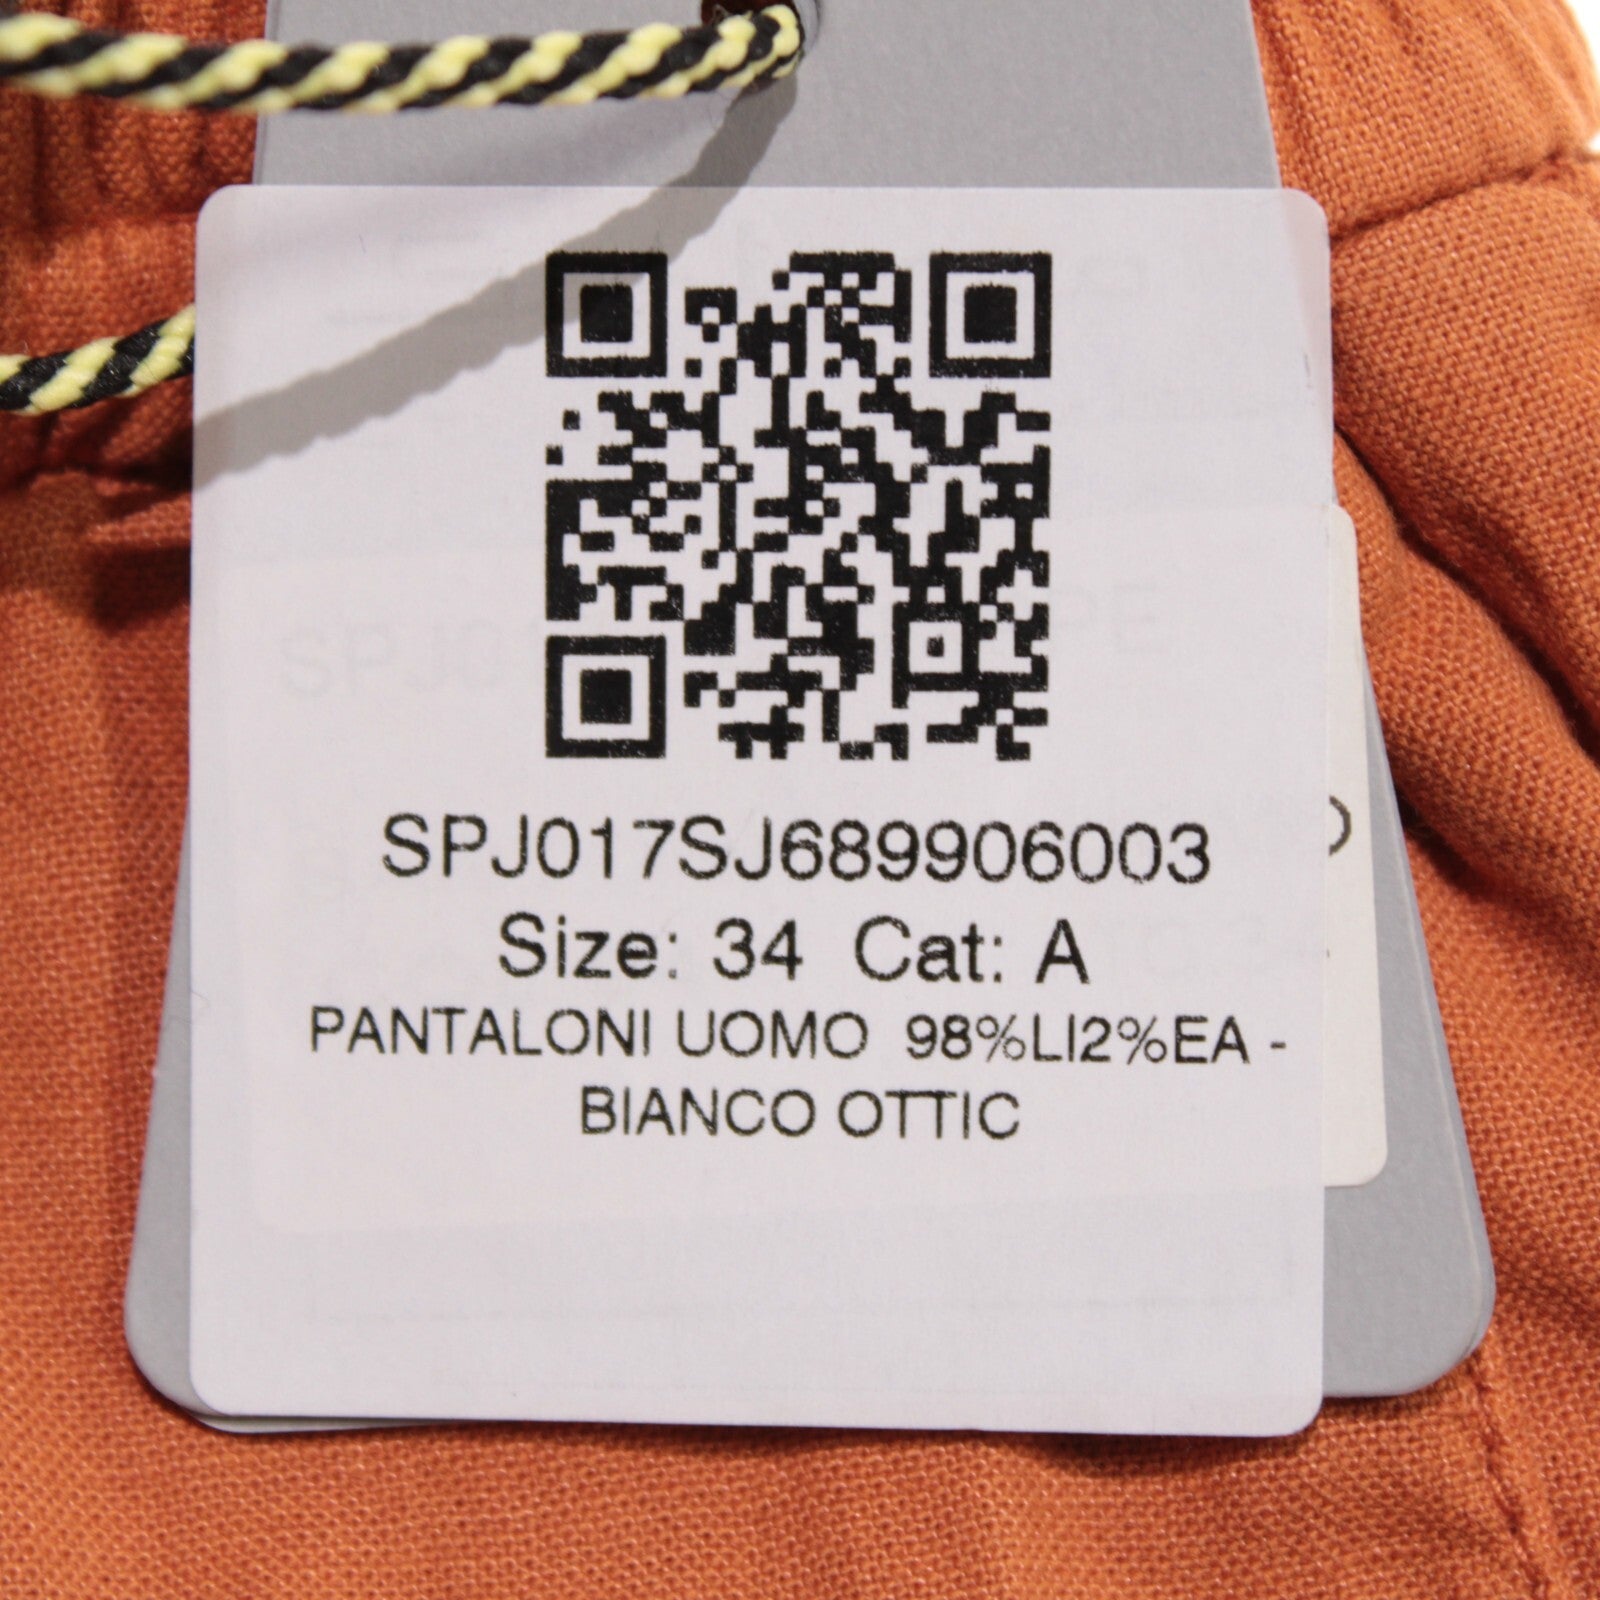 SPJ017SJ689906003
Size: 34 Cat: A
PANTALONI UOMO 98%LI2%EA -
BIANCO OTTIC